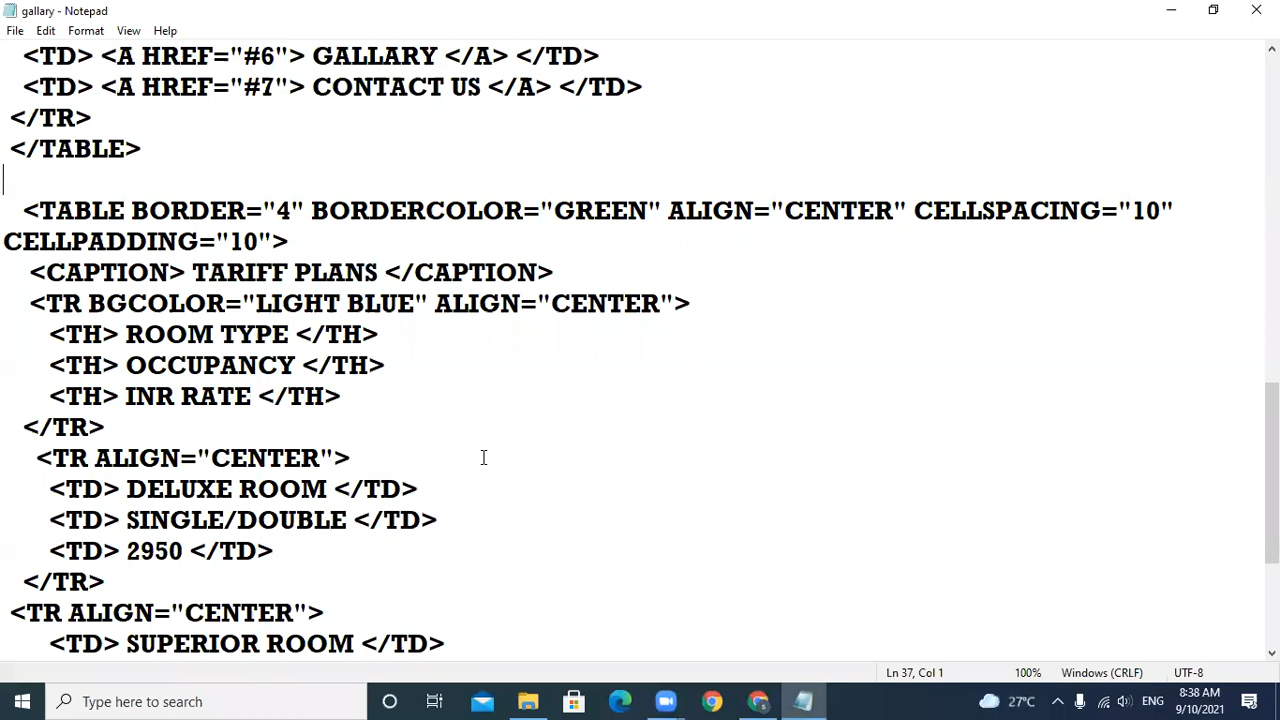 gallary - Notepad
File Edit Format View Help
<TD> <A HREF="#6"> GALLARY </A> </TD>
<TD> <A HREF="#7"> CONTACT US </A> </TD>
</TR>
</TABLE>
<TABLE BORDER="4" BORDERCOLOR="GREEN" ALIGN="CENTER" CELLSPACING="10"
CELLPADDING="10">
<CAPTION> TARIFF PLANS </CAPTION>
<TR BGCOLOR="LIGHT BLUE" ALIGN="CENTER">
<TH> ROOM TYPE </TH>
<TH> OCCUPANCY </TH>
<TH> INR RATE </TH>
</TR>
<TR ALIGN="CENTER">
<TD> DELUXE ROOM </TD>
<TD> SINGLE/DOUBLE </TD>
<TD> 2950 </TD>
</TR>
<TR ALIGN="CENTER">
<TD> SUPERIOR ROOM </TD>
Ln 37, Col 1 100% Windows (CRLF) UTF-8
Type here to search 27°C ENG 8:38 AM
9/10/2021